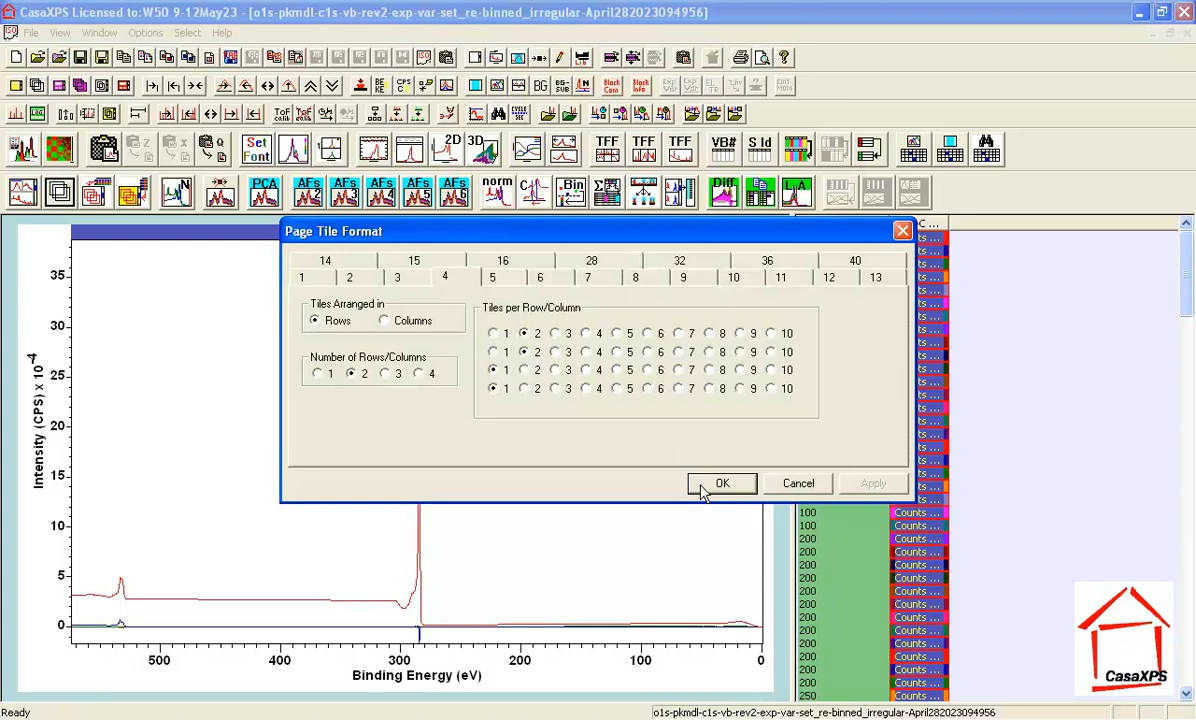 CasaXPS Licensed to:W50 9-12May23 - [o1s-pkmdl-c1s-vb-rev2-exp-var-set_re-binned_irregular-April282023094956]
File View Window Options Select Help
Set Font
2D
3D
TFF TFF TFF VB# S Id
PCA AFs 2 AFs 3 AFs 4 AFs 5 AFs 6 norm Bin Diff LA
Page Tile Format
14 15 16 28 32 36 40
1 2 3 4 5 6 7 8 9 10 11 12 13
Tiles Arranged in
Rows Columns
Number of Rows/Columns
1 2 3 4
Tiles per Row/Column
1 2 3 4 5 6 7 8 9 10
1 2 3 4 5 6 7 8 9 10
1 2 3 4 5 6 7 8 9 10
1 2 3 4 5 6 7 8 9 10
OK Cancel Apply
35
30
25
20
15
10
5
0
Intensity (CPS) x 10⁻⁴
500 400 300 200 100 0
Binding Energy (eV)
100 Counts ...
100 Counts ...
200 Counts ...
200 Counts ...
200 Counts ...
200 Counts ...
200 Counts ...
200 Counts ...
200 Counts ...
200 Counts ...
200 Counts ...
200 Counts ...
200 Counts ...
200 Counts ...
250 Counts ...
CasaXPS
Ready
o1s-pkmdl-c1s-vb-rev2-exp-var-set_re-binned_irregular-April282023094956